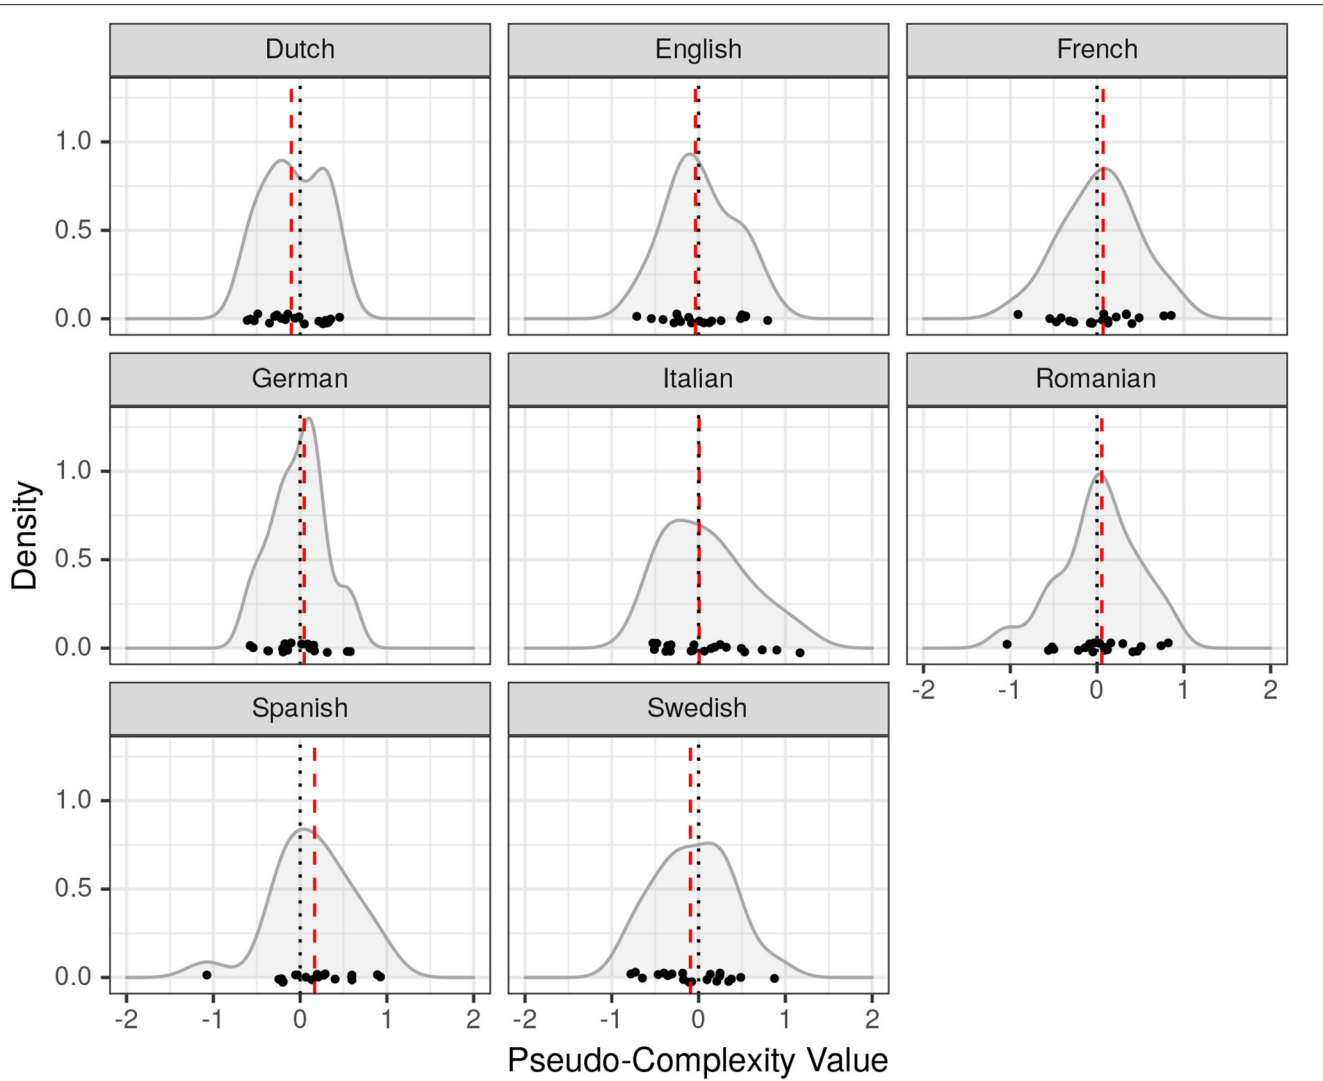 Dutch English French
1.0
0.5
0.0
German Italian Romanian
1.0
0.5
0.0
-2 -1 0 1 2
Spanish Swedish
1.0
0.5
0.0
-2 -1 0 1 2 -2 -1 0 1 2
Density
Pseudo-Complexity Value